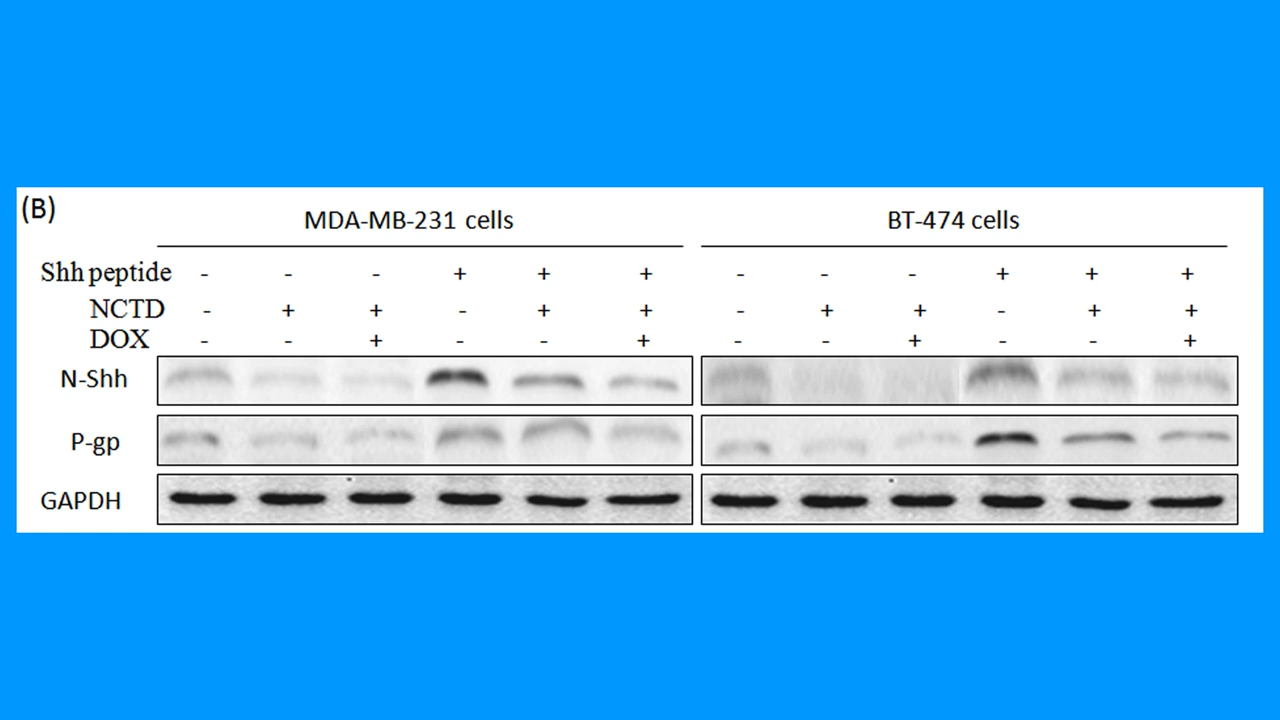 (B)
MDA-MB-231 cells BT-474 cells
Shh peptide - - - + + + - - - + + +
NCTD - + + - + + - + + - + +
DOX - - + - - + - - + - - +
N-Shh
P-gp
GAPDH